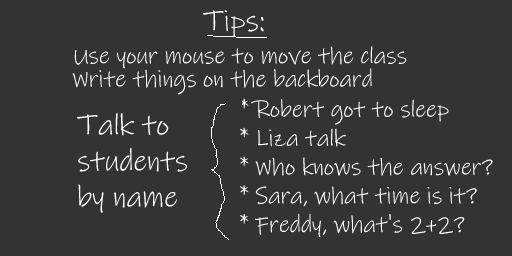 Tips:
Use your mouse to move the class
Write things on the backboard
Talk to
students
by name
* Robert got to sleep
* Liza talk
* Who knows the answer?
* Sara, what time is it?
* Freddy, what's 2+2?